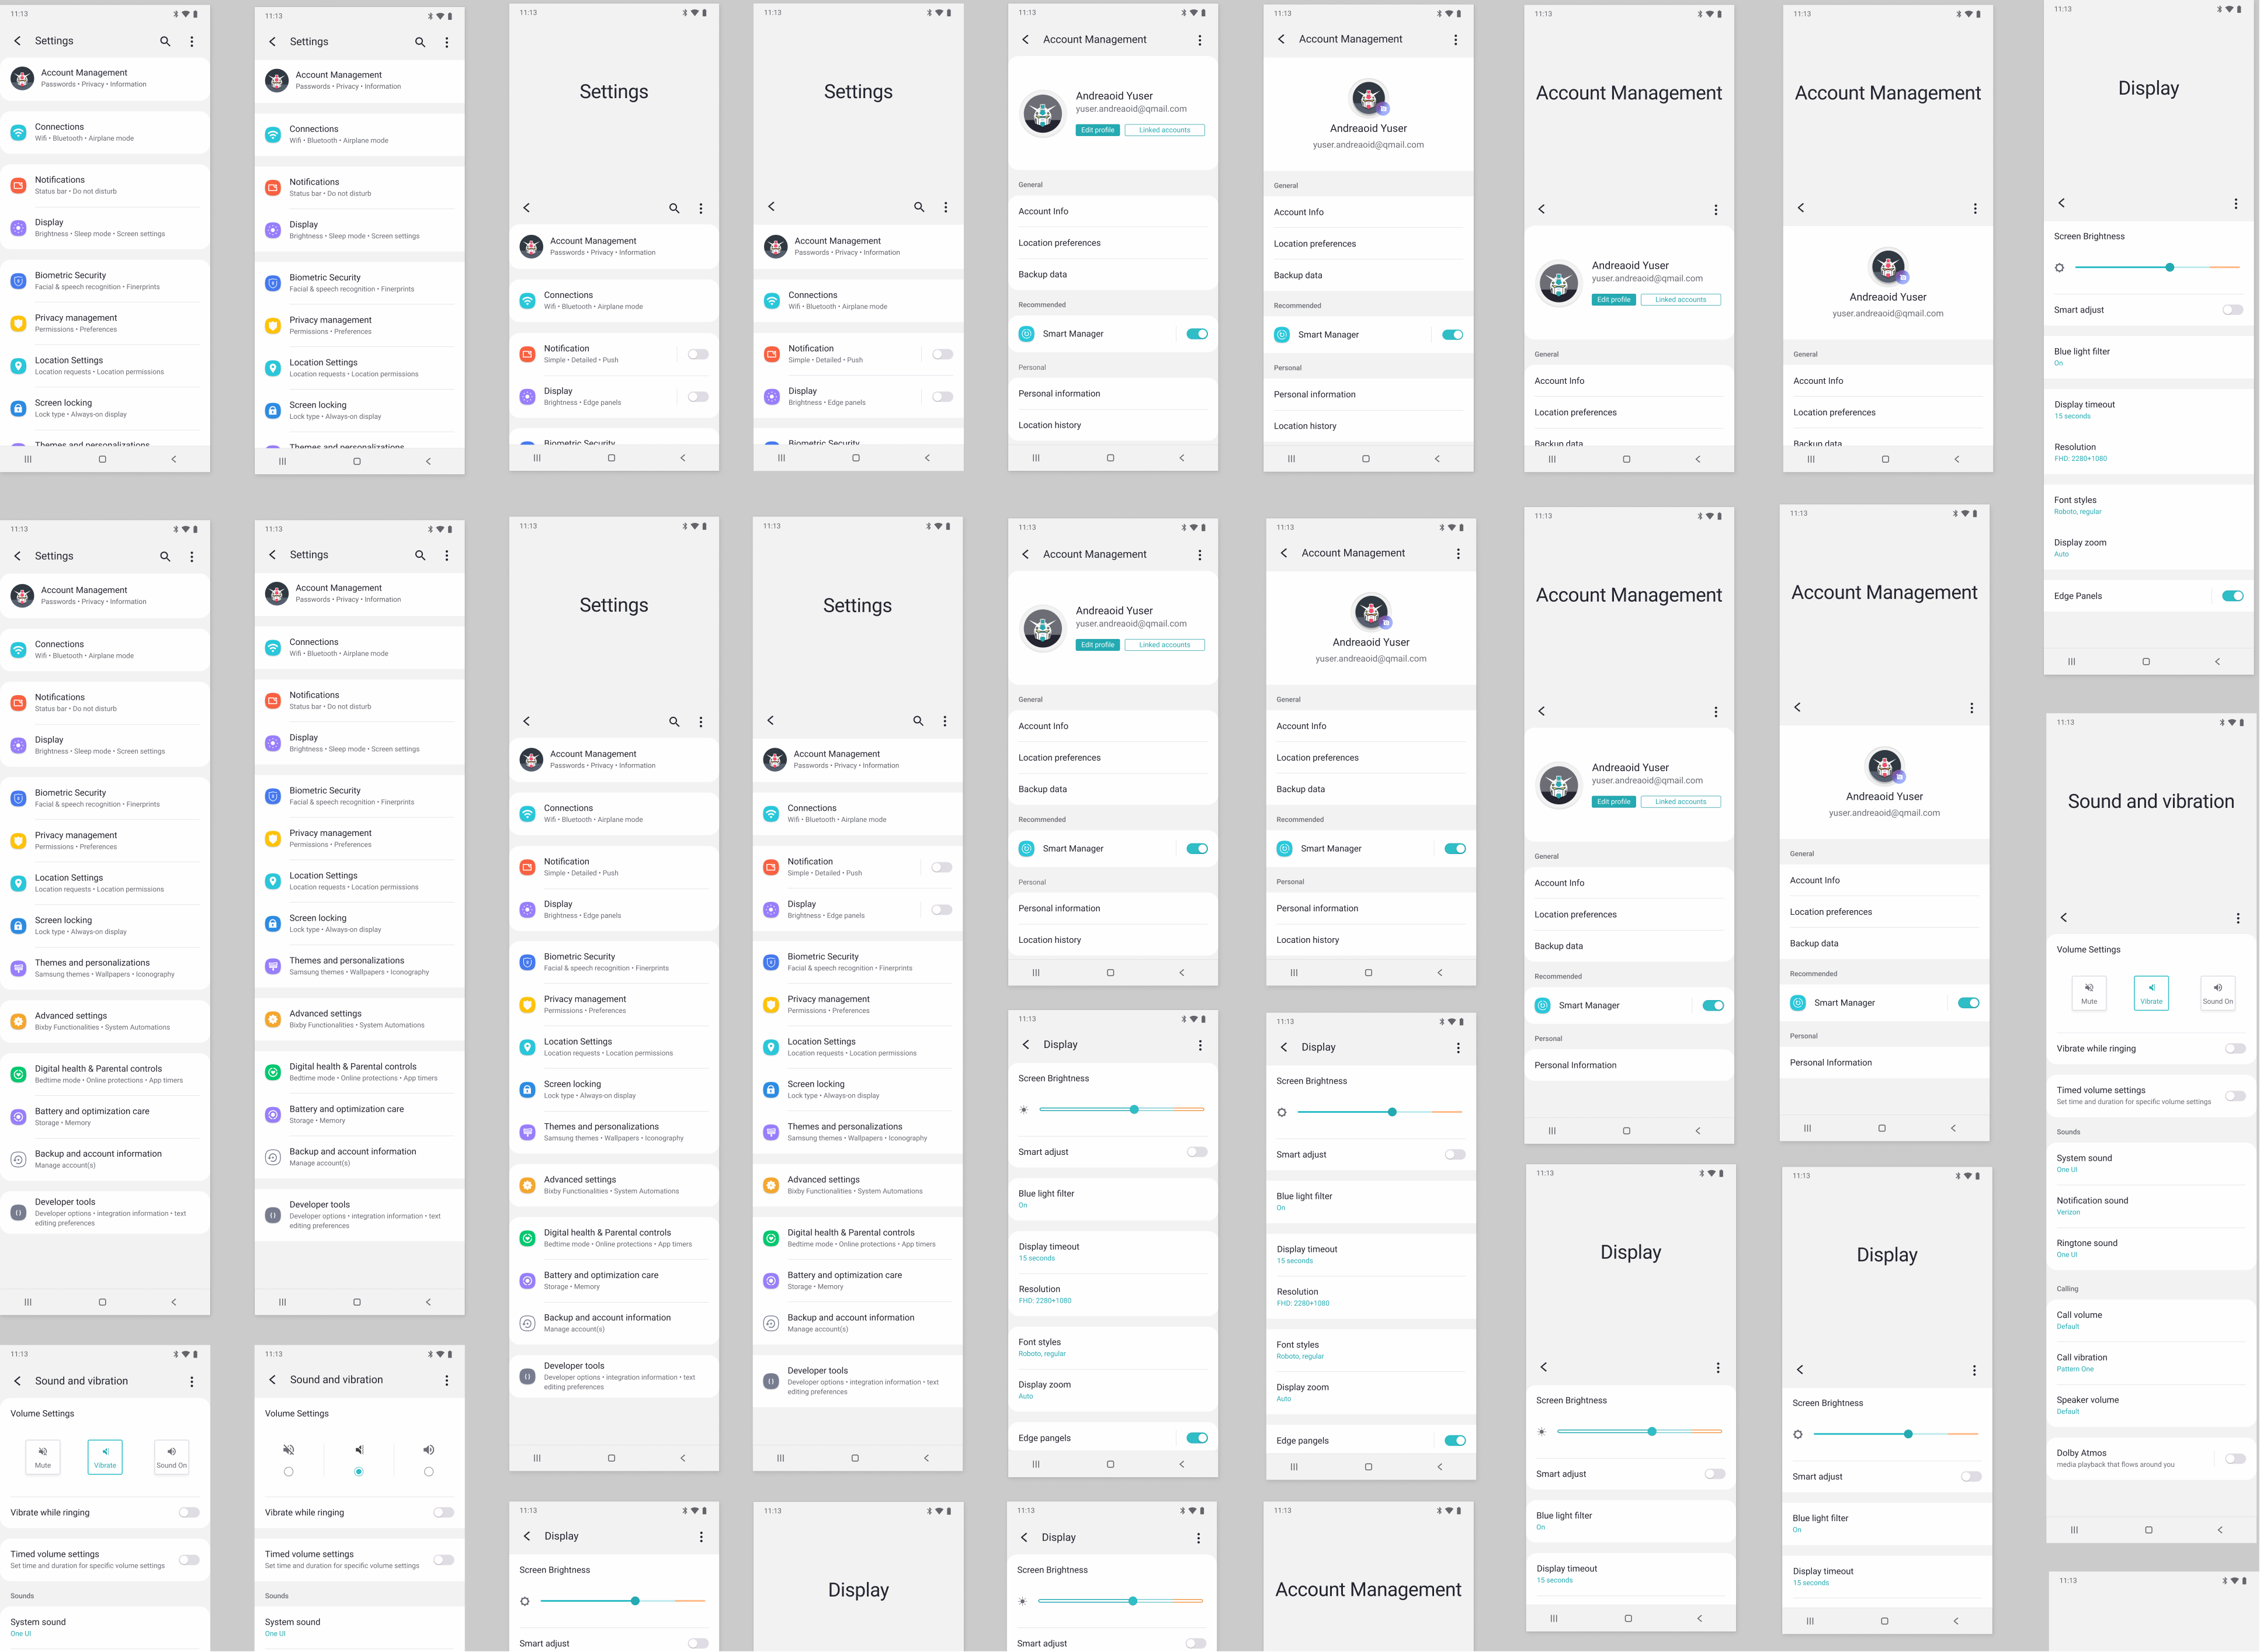 11:13
Settings
Account Management
Passwords • Privacy • Information
Connections
Wifi • Bluetooth • Airplane mode
Notifications
Status bar • Do not disturb
Display
Brightness • Sleep mode • Screen settings
Biometric Security
Facial & speech recognition • Finerprints
Privacy management
Permissions • Preferences
Location Settings
Location requests • Location permissions
Screen locking
Lock type • Always-on display
Themes and personalizations
11:13
Settings
Account Management
Passwords • Privacy • Information
Connections
Wifi • Bluetooth • Airplane mode
Notifications
Status bar • Do not disturb
Display
Brightness • Sleep mode • Screen settings
Biometric Security
Facial & speech recognition • Finerprints
Privacy management
Permissions • Preferences
Location Settings
Location requests • Location permissions
Screen locking
Lock type • Always-on display
Themes and personalizations
11:13
Settings
Account Management
Passwords • Privacy • Information
Connections
Wifi • Bluetooth • Airplane mode
Notification
Simple • Detailed • Push
Display
Brightness • Edge panels
Biometric Security
11:13
Settings
Account Management
Passwords • Privacy • Information
Connections
Wifi • Bluetooth • Airplane mode
Notification
Simple • Detailed • Push
Display
Brightness • Edge panels
Biometric Security
11:13
Account Management
Andreaoid Yuser
yuser.andreaoid@qmail.com
Edit profile
Linked accounts
General
Account Info
Location preferences
Backup data
Recommended
Smart Manager
Personal
Personal information
Location history
11:13
Account Management
Andreaoid Yuser
yuser.andreaoid@qmail.com
General
Account Info
Location preferences
Backup data
Recommended
Smart Manager
Personal
Personal information
Location history
11:13
Account Management
Andreaoid Yuser
yuser.andreaoid@qmail.com
Edit profile
Linked accounts
General
Account Info
Location preferences
Backup data
11:13
Account Management
Andreaoid Yuser
yuser.andreaoid@qmail.com
General
Account Info
Location preferences
Backup data
11:13
Display
Screen Brightness
Smart adjust
Blue light filter
On
Display timeout
15 seconds
Resolution
FHD: 2280*1080
Font styles
Roboto, regular
Display zoom
Auto
Edge Panels
11:13
Settings
Account Management
Passwords • Privacy • Information
Connections
Wifi • Bluetooth • Airplane mode
Notifications
Status bar • Do not disturb
Display
Brightness • Sleep mode • Screen settings
Biometric Security
Facial & speech recognition • Finerprints
Privacy management
Permissions • Preferences
Location Settings
Location requests • Location permissions
Screen locking
Lock type • Always-on display
Themes and personalizations
Samsung themes • Wallpapers • Iconography
Advanced settings
Bixby Functionalities • System Automations
Digital health & Parental controls
Bedtime mode • Online protections • App timers
Battery and optimization care
Storage • Memory
Backup and account information
Manage account(s)
Developer tools
Developer options • integration information • text
editing preferences
11:13
Settings
Account Management
Passwords • Privacy • Information
Connections
Wifi • Bluetooth • Airplane mode
Notifications
Status bar • Do not disturb
Display
Brightness • Sleep mode • Screen settings
Biometric Security
Facial & speech recognition • Finerprints
Privacy management
Permissions • Preferences
Location Settings
Location requests • Location permissions
Screen locking
Lock type • Always-on display
Themes and personalizations
Samsung themes • Wallpapers • Iconography
Advanced settings
Bixby Functionalities • System Automations
Digital health & Parental controls
Bedtime mode • Online protections • App timers
Battery and optimization care
Storage • Memory
Backup and account information
Manage account(s)
Developer tools
Developer options • integration information • text
editing preferences
11:13
Settings
Account Management
Passwords • Privacy • Information
Connections
Wifi • Bluetooth • Airplane mode
Notification
Simple • Detailed • Push
Display
Brightness • Edge panels
Biometric Security
Facial & speech recognition • Finerprints
Privacy management
Permissions • Preferences
Location Settings
Location requests • Location permissions
Screen locking
Lock type • Always-on display
Themes and personalizations
Samsung themes • Wallpapers • Iconography
Advanced settings
Bixby Functionalities • System Automations
Digital health & Parental controls
Bedtime mode • Online protections • App timers
Battery and optimization care
Storage • Memory
Backup and account information
Manage account(s)
Developer tools
Developer options • integration information • text
editing preferences
11:13
Settings
Account Management
Passwords • Privacy • Information
Connections
Wifi • Bluetooth • Airplane mode
Notification
Simple • Detailed • Push
Display
Brightness • Edge panels
Biometric Security
Facial & speech recognition • Finerprints
Privacy management
Permissions • Preferences
Location Settings
Location requests • Location permissions
Screen locking
Lock type • Always-on display
Themes and personalizations
Samsung themes • Wallpapers • Iconography
Advanced settings
Bixby Functionalities • System Automations
Digital health & Parental controls
Bedtime mode • Online protections • App timers
Battery and optimization care
Storage • Memory
Backup and account information
Manage account(s)
Developer tools
Developer options • integration information • text
editing preferences
11:13
Account Management
Andreaoid Yuser
yuser.andreaoid@qmail.com
Edit profile
Linked accounts
General
Account Info
Location preferences
Backup data
Recommended
Smart Manager
Personal
Personal information
Location history
11:13
Account Management
Andreaoid Yuser
yuser.andreaoid@qmail.com
General
Account Info
Location preferences
Backup data
Recommended
Smart Manager
Personal
Personal information
Location history
11:13
Account Management
Andreaoid Yuser
yuser.andreaoid@qmail.com
Edit profile
Linked accounts
General
Account Info
Location preferences
Backup data
Recommended
Smart Manager
Personal
Personal Information
11:13
Account Management
Andreaoid Yuser
yuser.andreaoid@qmail.com
General
Account Info
Location preferences
Backup data
Recommended
Smart Manager
Personal
Personal Information
11:13
Sound and vibration
Volume Settings
Mute
Vibrate
Sound On
Vibrate while ringing
Timed volume settings
Set time and duration for specific volume settings
Sounds
System sound
One UI
Notification sound
Verizon
Ringtone sound
One UI
Calling
Call volume
Default
Call vibration
Pattern One
Speaker volume
Default
Dolby Atmos
media playback that flows around you
11:13
Display
Screen Brightness
Smart adjust
Blue light filter
On
Display timeout
15 seconds
Resolution
FHD: 2280*1080
Font styles
Roboto, regular
Display zoom
Auto
Edge pangels
11:13
Display
Screen Brightness
Smart adjust
Blue light filter
On
Display timeout
15 seconds
Resolution
FHD: 2280*1080
Font styles
Roboto, regular
Display zoom
Auto
Edge pangels
11:13
Display
Screen Brightness
Smart adjust
Blue light filter
On
Display timeout
15 seconds
11:13
Display
Screen Brightness
Smart adjust
Blue light filter
On
Display timeout
15 seconds
11:13
Sound and vibration
Volume Settings
Mute
Vibrate
Sound On
Vibrate while ringing
Timed volume settings
Set time and duration for specific volume settings
Sounds
System sound
One UI
11:13
Sound and vibration
Volume Settings
Vibrate while ringing
Timed volume settings
Set time and duration for specific volume settings
Sounds
System sound
One UI
11:13
Display
Screen Brightness
Smart adjust
11:13
Display
11:13
Display
Screen Brightness
Smart adjust
11:13
Account Management
11:13